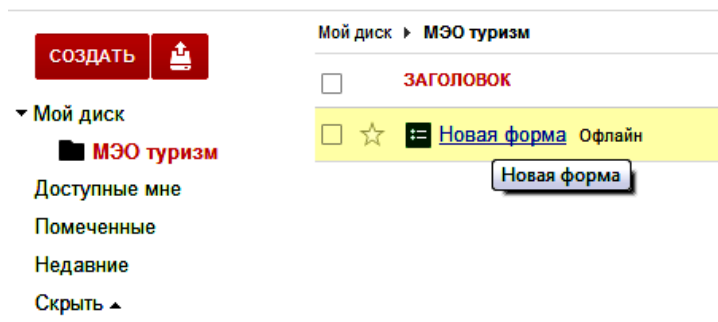 Мой диск ▸ МЭО туризм
СОЗДАТЬ
ЗАГОЛОВОК
Мой диск
МЭО туризм
Новая форма Офлайн
Новая форма
Доступные мне
Помеченные
Недавние
Скрыть